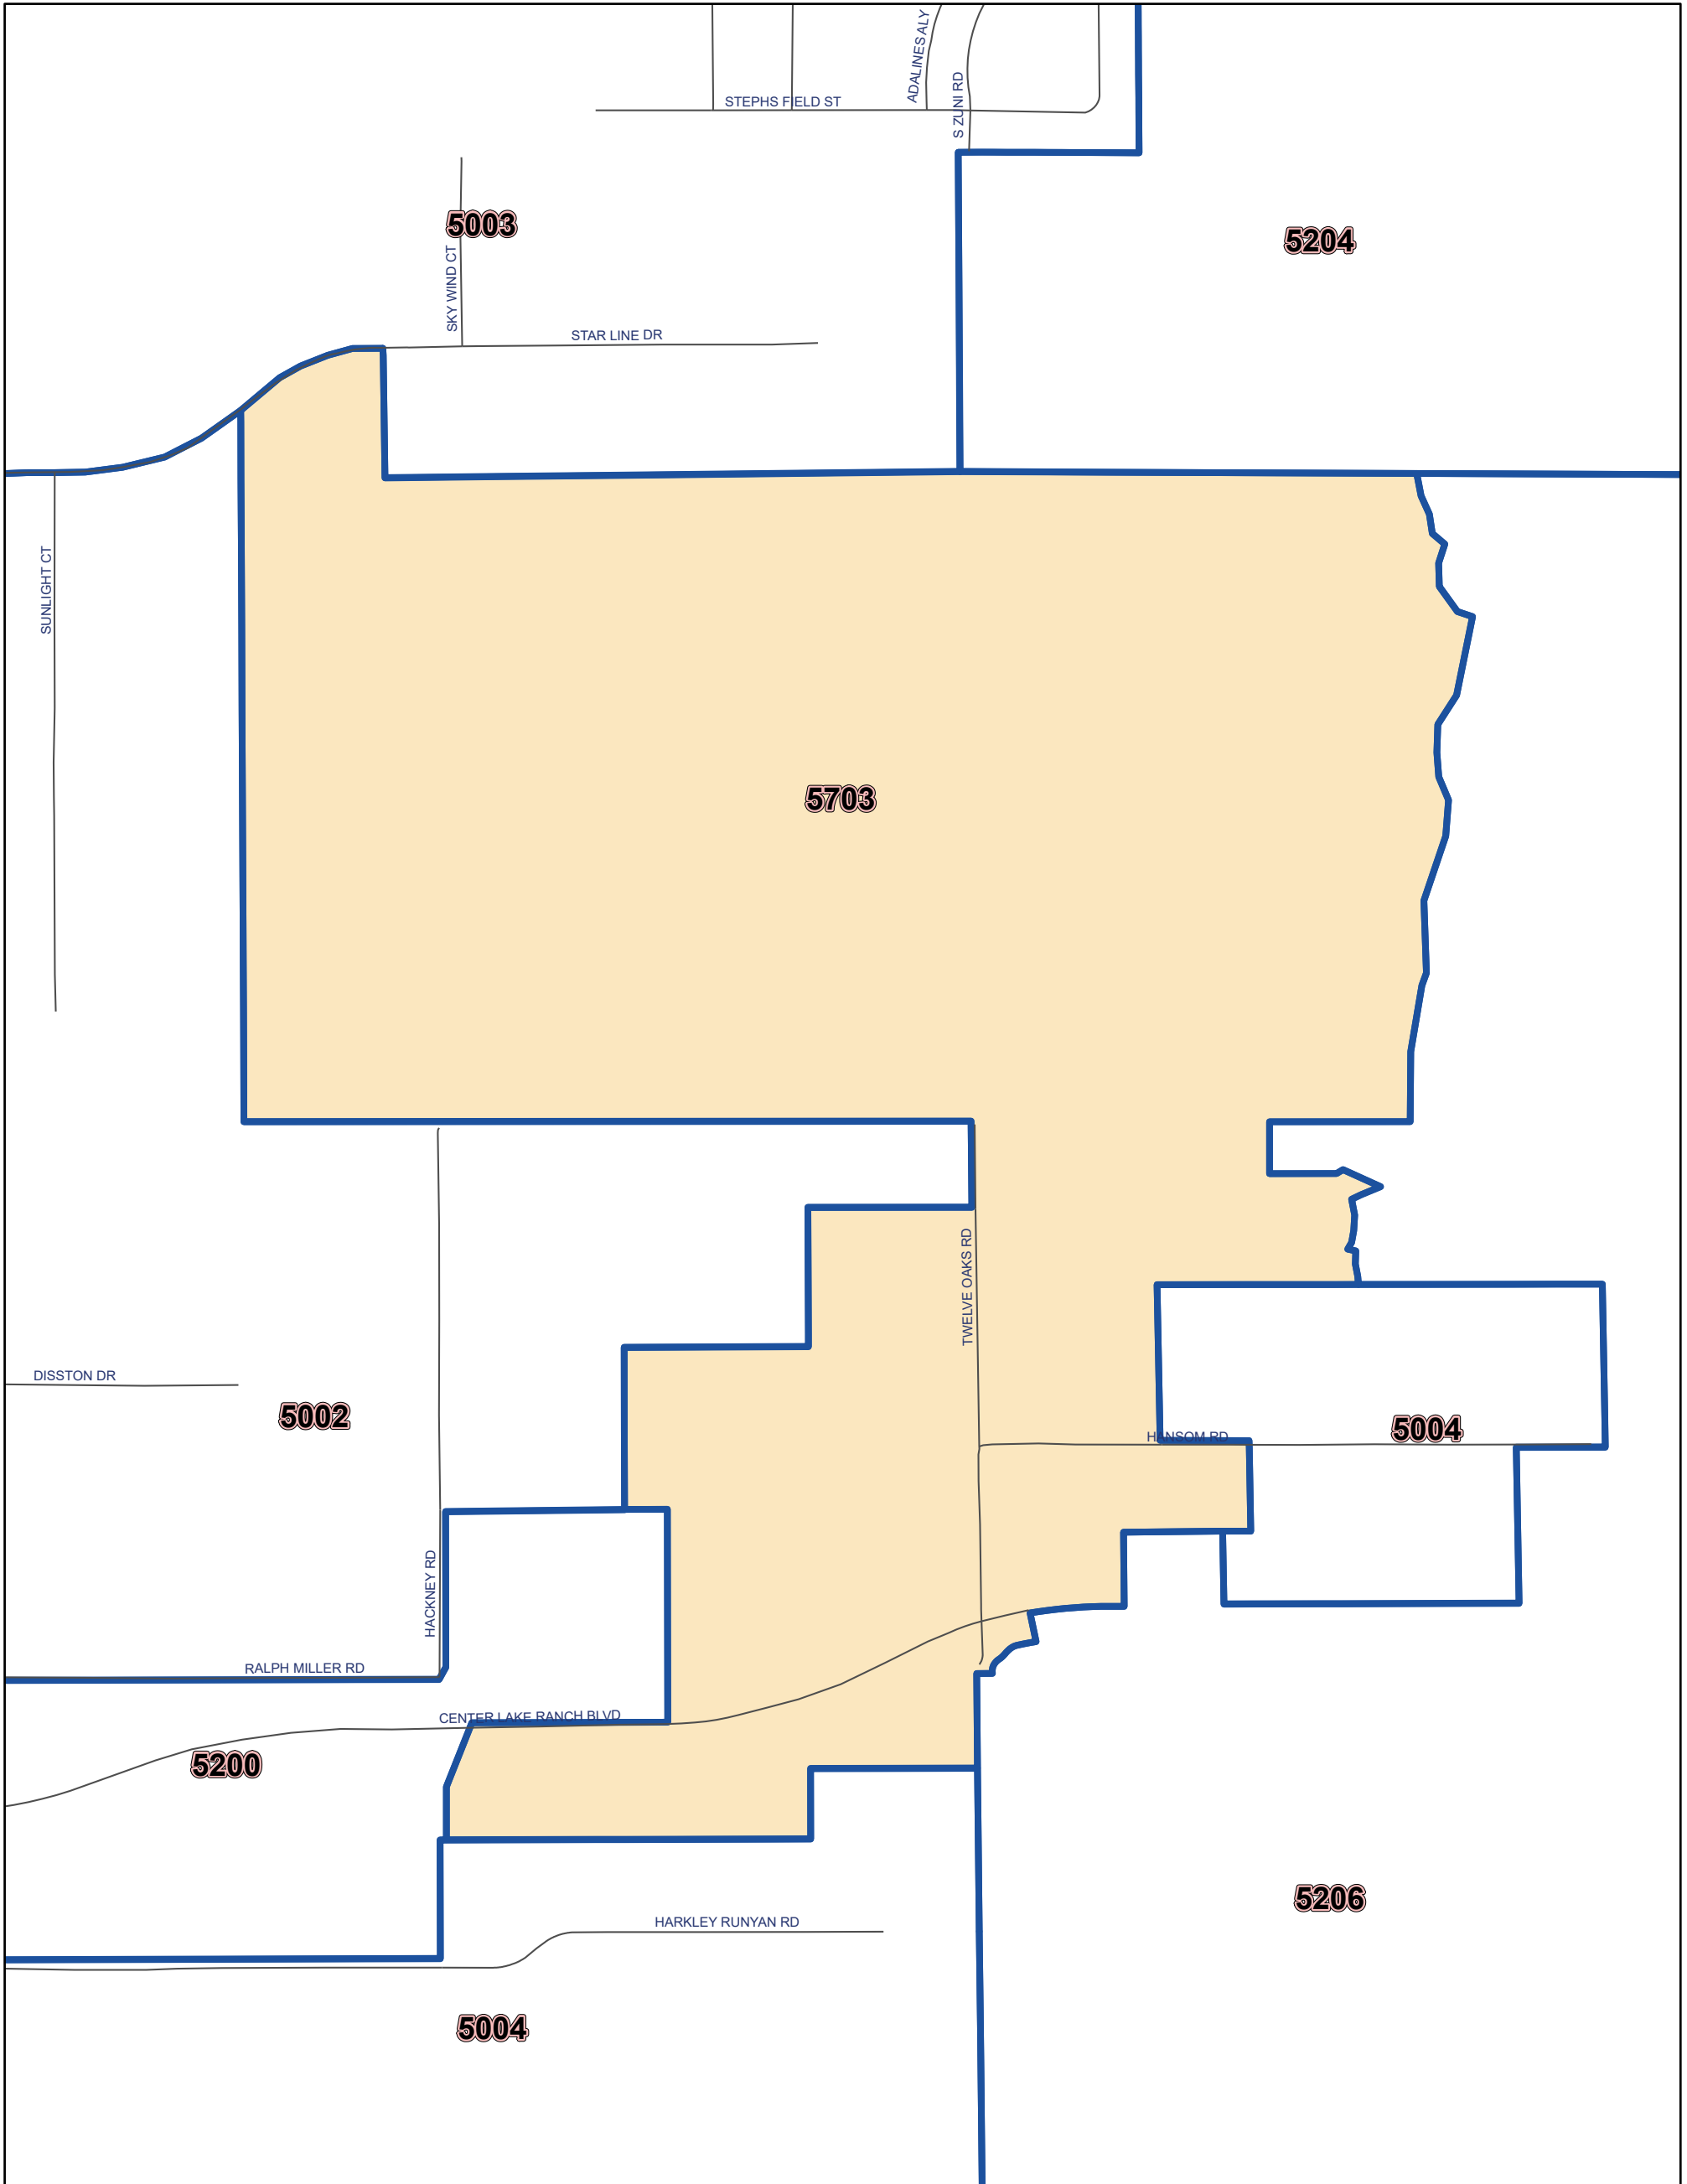 ADALINES ALY
STEPHS FIELD ST
S ZUNI RD
5003
5204
SKY WIND CT
STAR LINE DR
SUNLIGHT CT
5703
TWELVE OAKS RD
DISSTON DR
5002
HANSOM RD
5004
HACKNEY RD
RALPH MILLER RD
CENTER LAKE RANCH BLVD
5200
5206
HARKLEY RUNYAN RD
5004